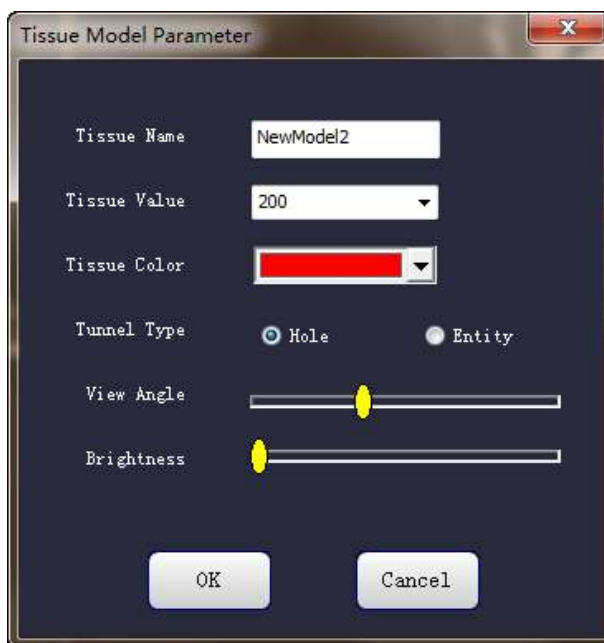 Tissue Model Parameter
Tissue Name NewModel2
Tissue Value 200
Tissue Color
Tunnel Type Hole Entity
View Angle
Brightness
OK Cancel